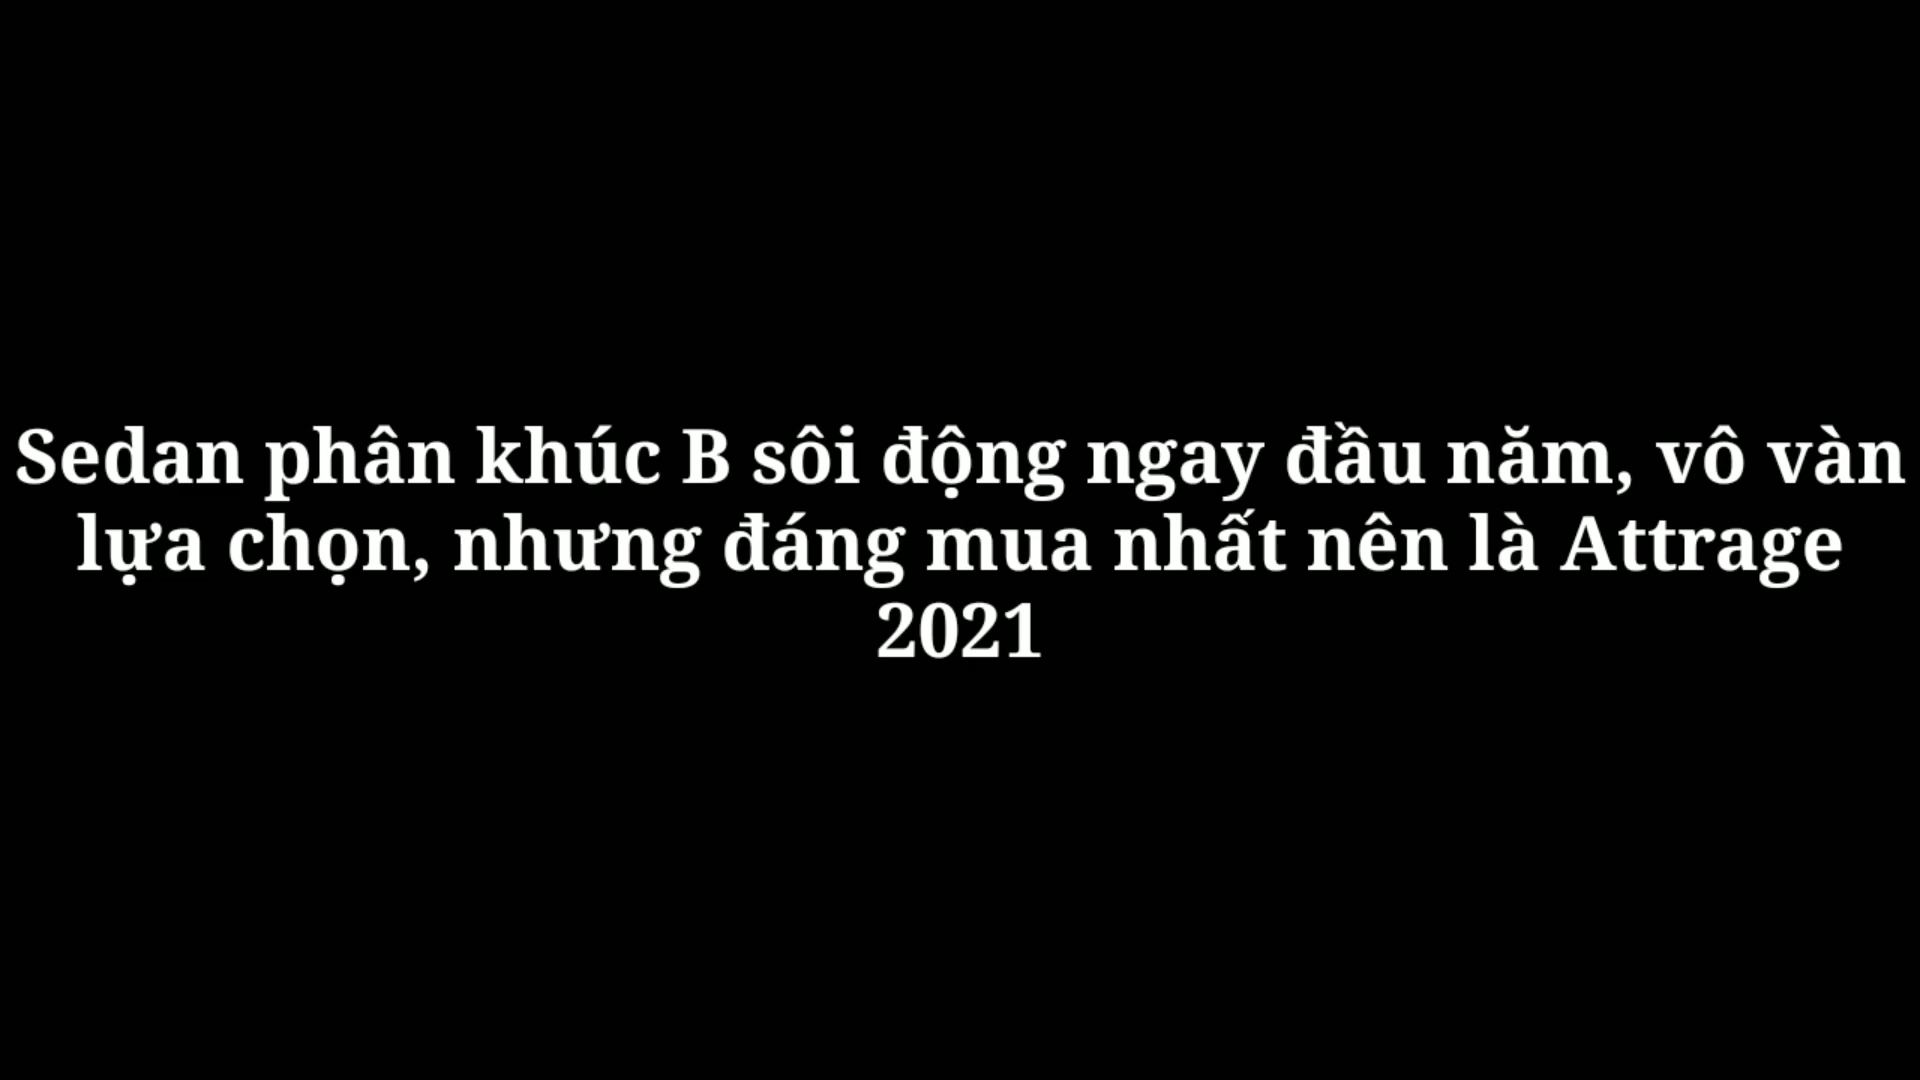 Sedan phân khúc B sôi động ngay đầu năm, vô vàn
lựa chọn, nhưng đáng mua nhất nên là Attrage
2021